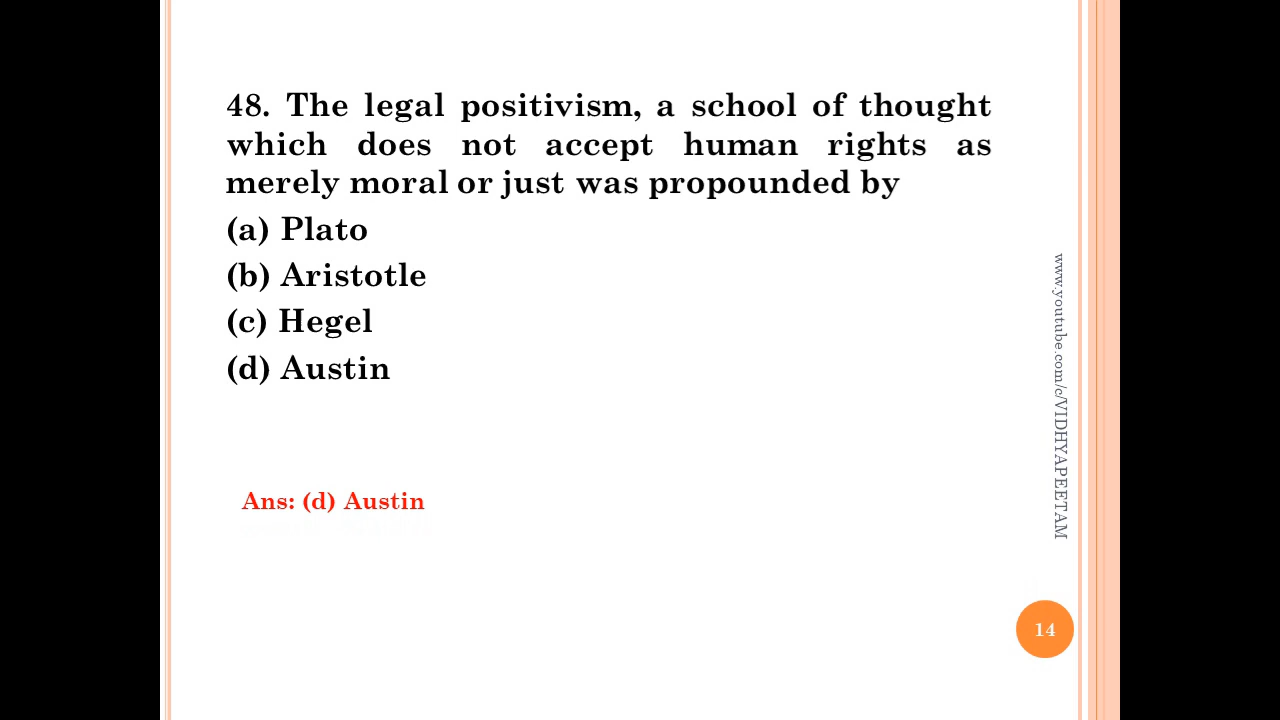 48. The legal positivism, a school of thought
which does not accept human rights as
merely moral or just was propounded by
(a) Plato
(b) Aristotle
(c) Hegel
(d) Austin
Ans: (d) Austin
www.youtube.com/c/VIDHYAPEETAM
14